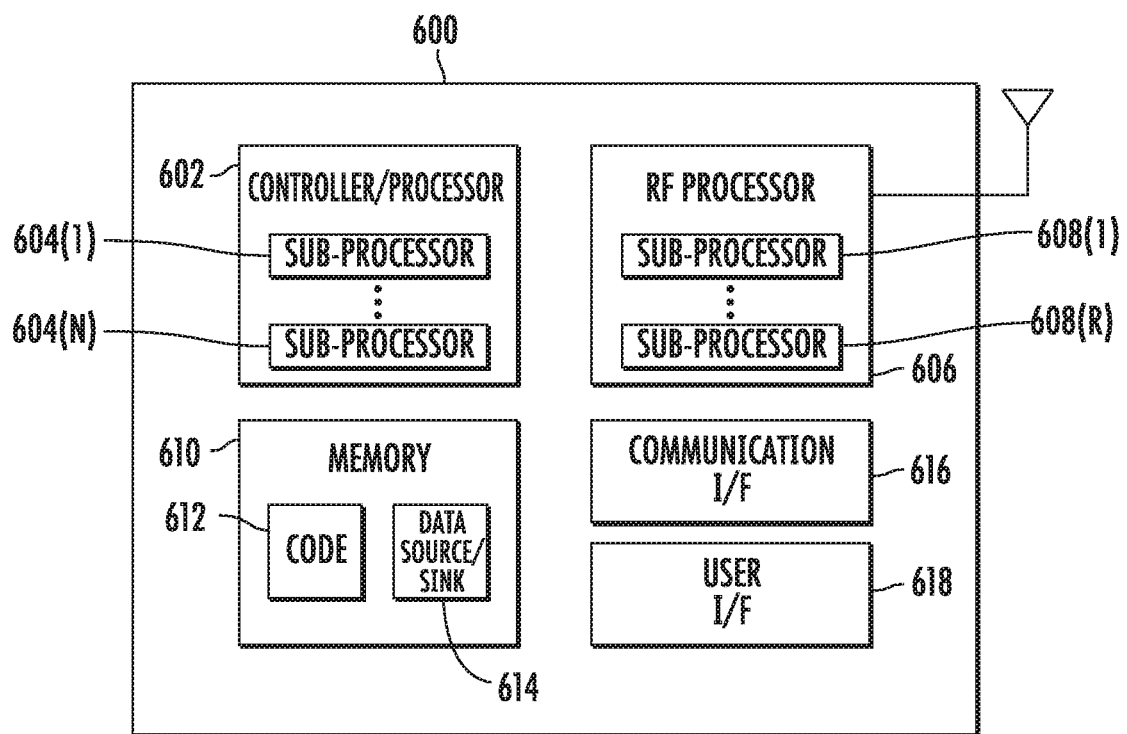 600
602
CONTROLLER/PROCESSOR
RF PROCESSOR
604(1)
SUB-PROCESSOR
SUB-PROCESSOR
608(1)
604(N)
SUB-PROCESSOR
SUB-PROCESSOR
608(R)
606
610
MEMORY
COMMUNICATION
I/F
616
612
CODE
DATA
SOURCE/
SINK
USER
I/F
618
614